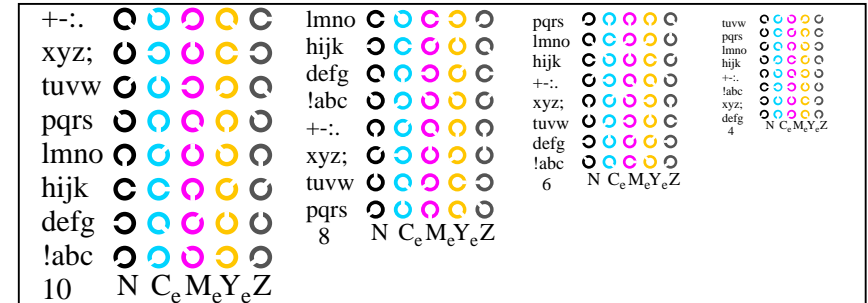 +-:.
xyz;
tuvw
pqrs
lmno
hijk
defg
!abc
10 N CeMeYeZ
lmno
hijk
defg
!abc
+-:.
xyz;
tuvw
pqrs
8 N CeMeYeZ
pqrs
lmno
hijk
+-:.
xyz;
tuvw
defg
!abc
6 N CeMeYeZ
tuvw
pqrs
lmno
hijk
+-:.
!abc
xyz;
defg
4 N CeMeYeZ